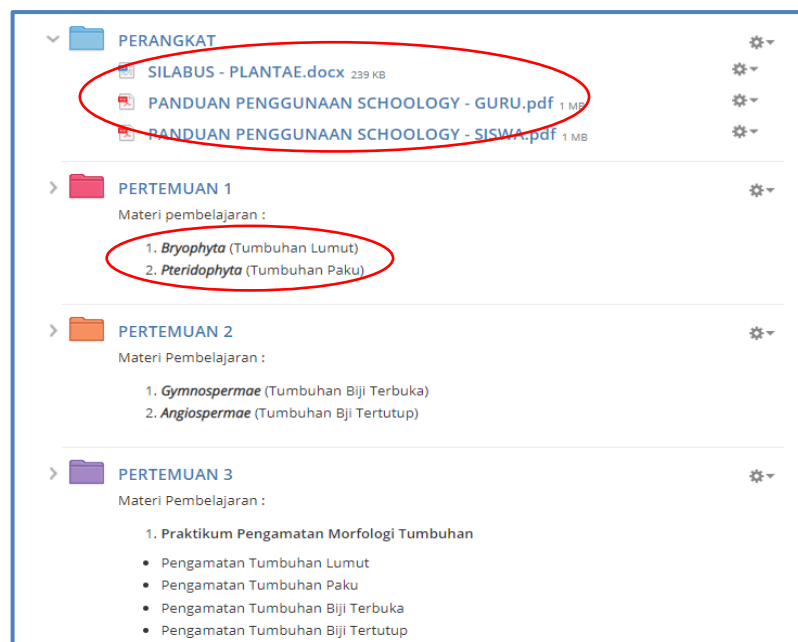 PERANGKAT
SILABUS - PLANTAE.docx 239 KB
PANDUAN PENGGUNAAN SCHOOLOGY - GURU.pdf 1 MB
PANDUAN PENGGUNAAN SCHOOLOGY - SISWA.pdf 1 MB
PERTEMUAN 1
Materi pembelajaran :
1. Bryophyta (Tumbuhan Lumut)
2. Pteridophyta (Tumbuhan Paku)
PERTEMUAN 2
Materi Pembelajaran :
1. Gymnospermae (Tumbuhan Biji Terbuka)
2. Angiospermae (Tumbuhan Bji Tertutup)
PERTEMUAN 3
Materi Pembelajaran :
1. Praktikum Pengamatan Morfologi Tumbuhan
• Pengamatan Tumbuhan Lumut
• Pengamatan Tumbuhan Paku
• Pengamatan Tumbuhan Biji Terbuka
• Pengamatan Tumbuhan Biji Tertutup